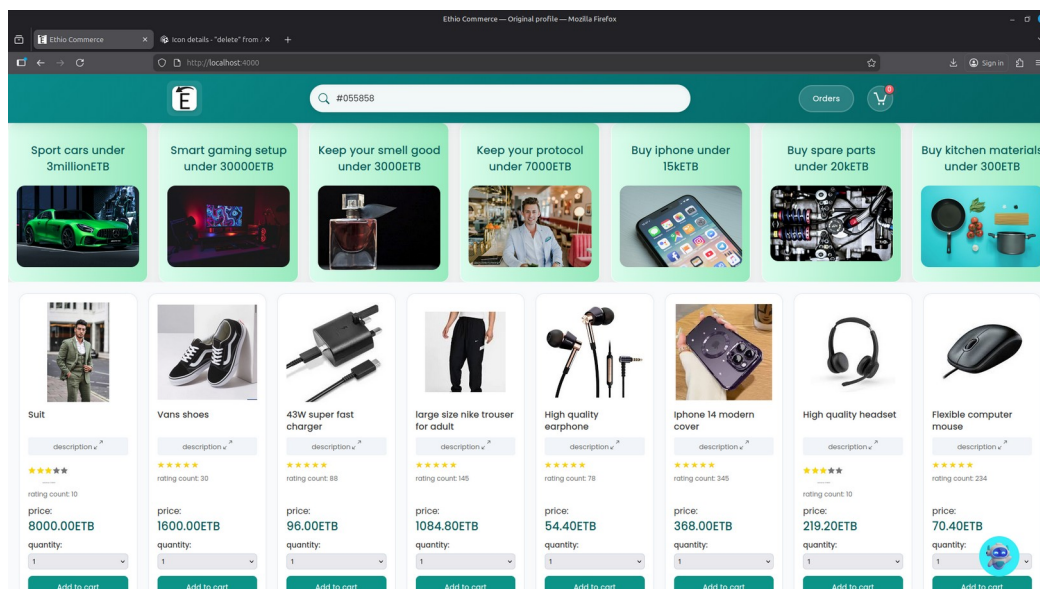 Ethio Commerce — Original profile — Mozilla Firefox
Ethio Commerce
Icon details - "delete" from
http://localhost:4000
Sign in
E
#055858
Orders
0
Sport cars under
3millionETB
Smart gaming setup
under 30000ETB
Keep your smell good
under 3000ETB
Keep your protocol
under 7000ETB
Buy iphone under
15kETB
Buy spare parts
under 20kETB
Buy kitchen materials
under 300ETB
Suit
description
rating count: 10
price:
8000.00ETB
quantity:
1
Add to cart
Vans shoes
description
rating count: 30
price:
1600.00ETB
quantity:
1
Add to cart
43W super fast
charger
description
rating count: 88
price:
96.00ETB
quantity:
1
Add to cart
large size nike trouser
for adult
description
rating count: 145
price:
1084.80ETB
quantity:
1
Add to cart
High quality
earphone
description
rating count: 78
price:
54.40ETB
quantity:
1
Add to cart
Iphone 14 modern
cover
description
rating count: 345
price:
368.00ETB
quantity:
1
Add to cart
High quality headset
description
rating count: 10
price:
219.20ETB
quantity:
1
Add to cart
Flexible computer
mouse
description
rating count: 234
price:
70.40ETB
quantity:
1
Add to cart